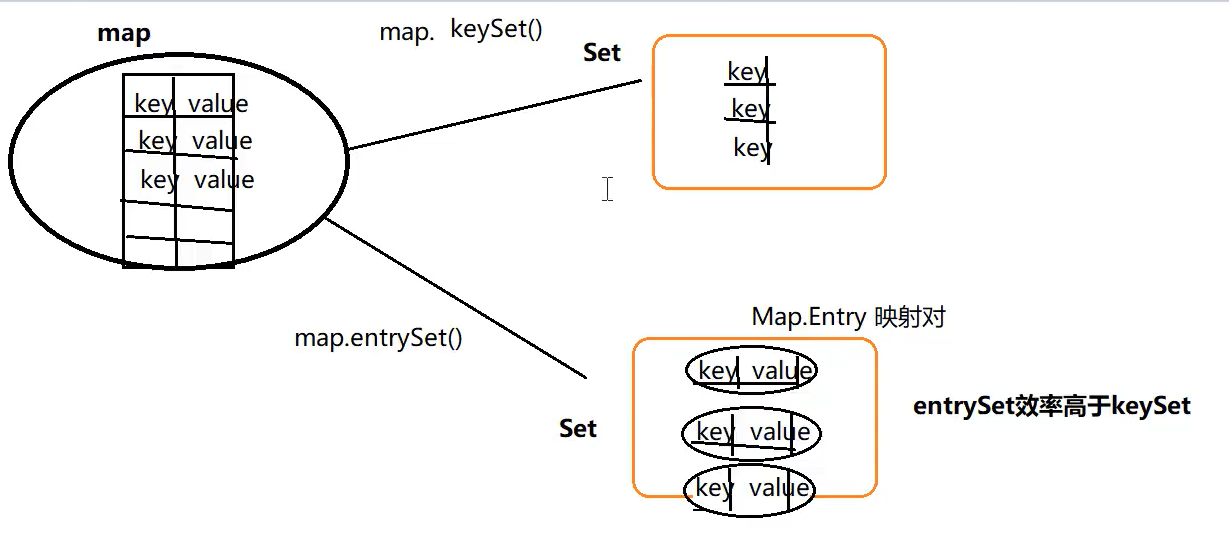 map
map. keySet()
Set
key value
key value
key value
key
key
key
map.entrySet()
Set
Map.Entry 映射对
key value
key value
key value
entrySet效率高于keySet